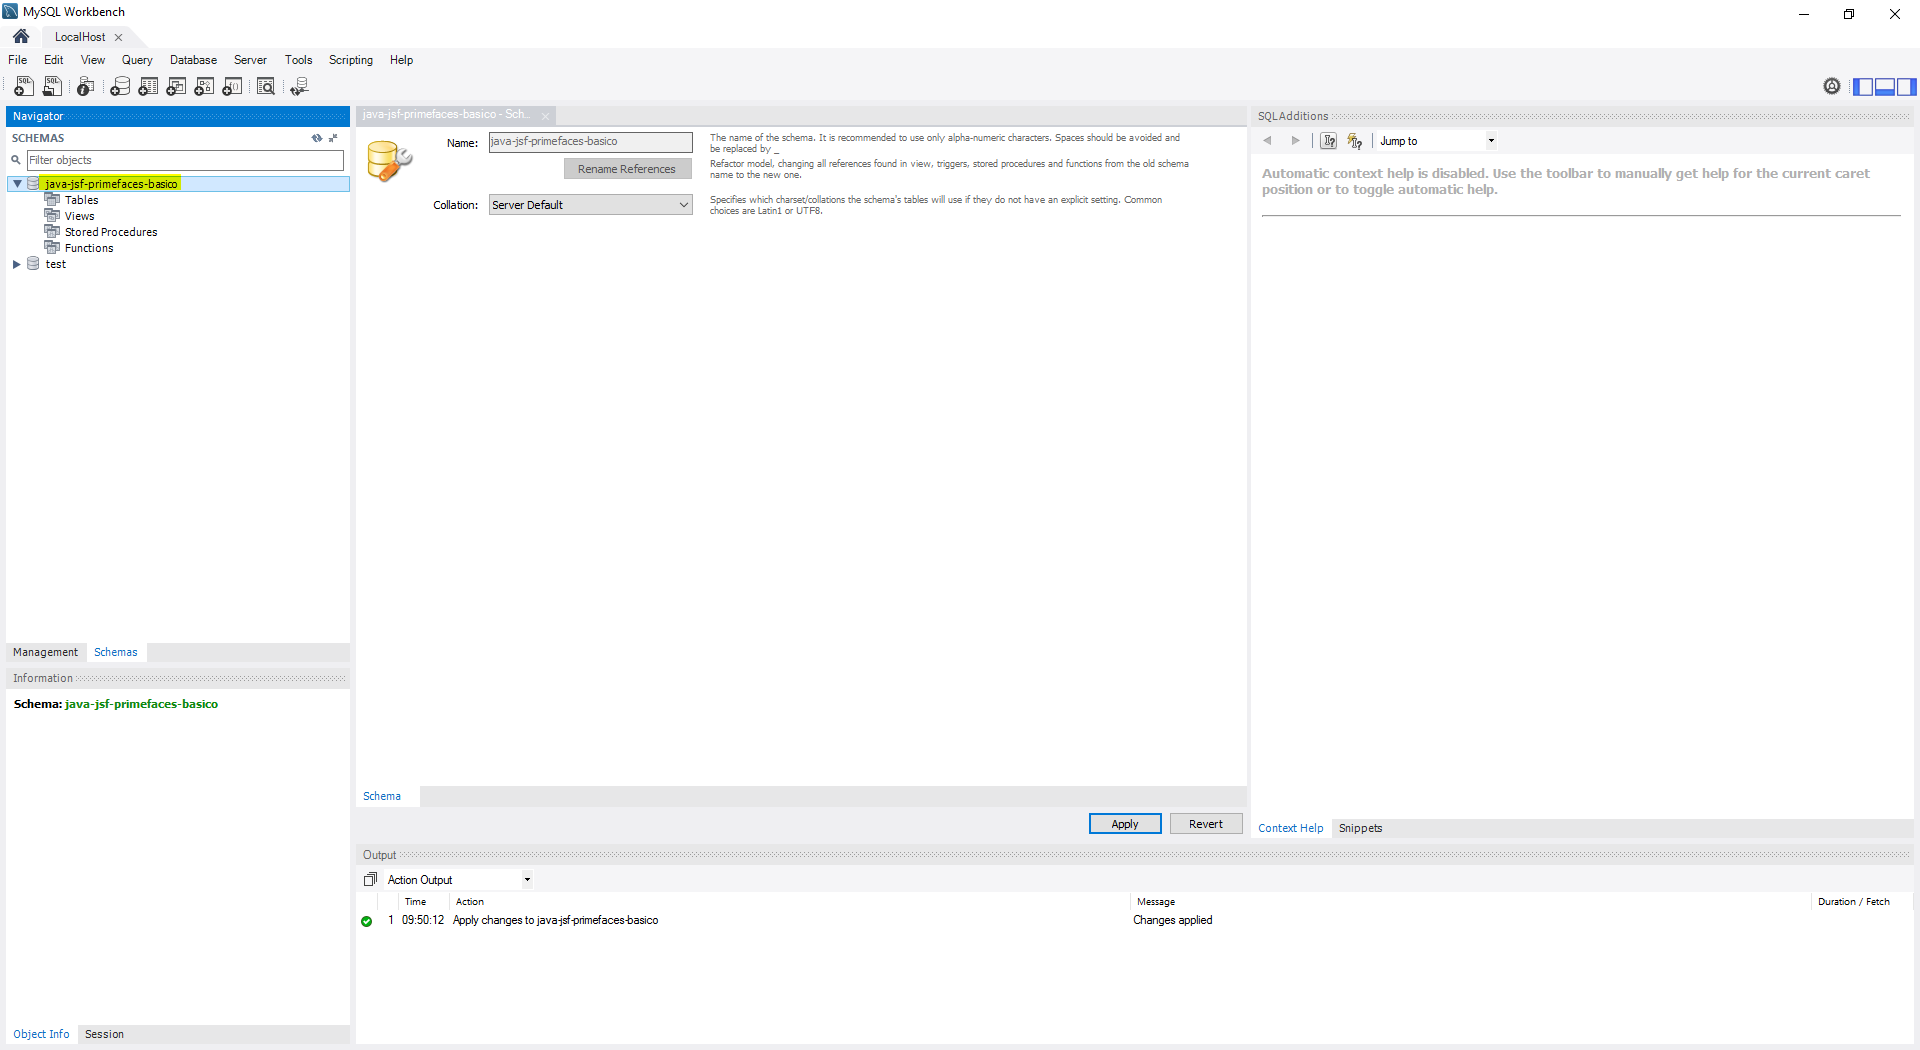 MySQL Workbench
LocalHost
File Edit View Query Database Server Tools Scripting Help
Navigator
SCHEMAS
Filter objects
java-jsf-primefaces-basico
Tables
Views
Stored Procedures
Functions
test
Management Schemas
Information
Schema: java-jsf-primefaces-basico
Object Info Session
java-jsf-primefaces-basico - Sch...
Name: java-jsf-primefaces-basico
The name of the schema. It is recommended to use only alpha-numeric characters. Spaces should be avoided and
be replaced by _
Rename References
Refactor model, changing all references found in view, triggers, stored procedures and functions from the old schema
name to the new one.
Collation: Server Default
Specifies which charset/collations the schema's tables will use if they do not have an explicit setting. Common
choices are Latin1 or UTF8.
Schema
Apply Revert
SQLAdditions
Jump to
Automatic context help is disabled. Use the toolbar to manually get help for the current caret
position or to toggle automatic help.
Context Help Snippets
Output
Action Output
Time Action Message Duration / Fetch
1 09:50:12 Apply changes to java-jsf-primefaces-basico Changes applied